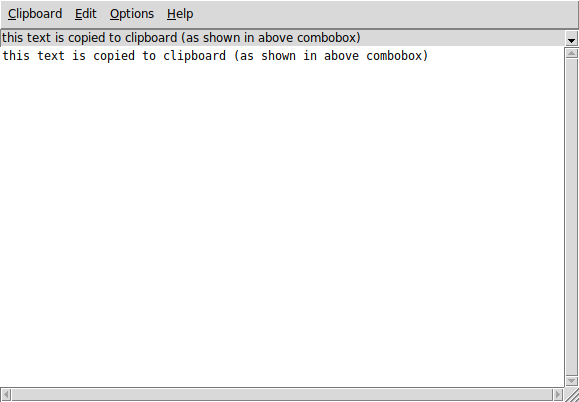 Clipboard Edit Options Help
this text is copied to clipboard (as shown in above combobox)
this text is copied to clipboard (as shown in above combobox)